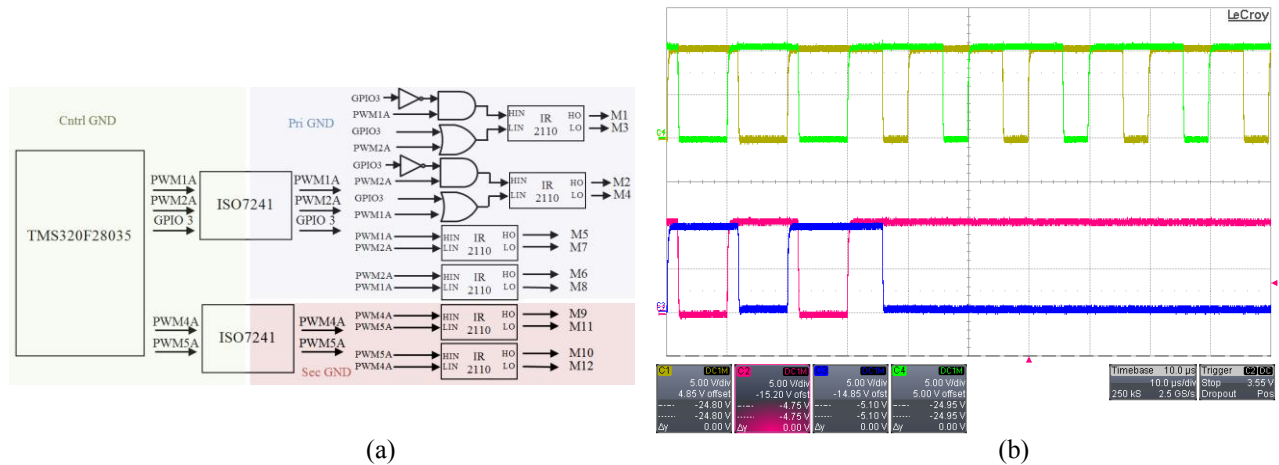 Cntrl GND
Pri GND
TMS320F28035
PWM1A
PWM2A
GPIO 3
ISO7241
PWM1A
PWM2A
GPIO 3
GPIO3
PWM1A
GPIO3
PWM2A
HIN
LIN
IR
2110
HO
LO
M1
M3
GPIO3
PWM2A
GPIO3
PWM1A
HIN
LIN
IR
2110
HO
LO
M2
M4
PWM1A
PWM2A
HIN
LIN
IR
2110
HO
LO
M5
M7
PWM2A
PWM1A
HIN
LIN
IR
2110
HO
LO
M6
M8
PWM4A
PWM5A
ISO7241
PWM4A
PWM5A
Sec GND
PWM4A
PWM5A
HIN
LIN
IR
2110
HO
LO
M9
M11
PWM5A
PWM4A
HIN
LIN
IR
2110
HO
LO
M10
M12
(a)
LeCroy
C1 DC1M
5.00 V/div
4.85 V ofst
-24.80 V
-24.80 V
Δy 0.00 V
C2 DC1M
5.00 V/div
-15.20 V ofst
-4.75 V
-4.75 V
Δy 0.00 V
5.00 V/div
-14.85 V ofst
-5.10 V
-5.10 V
Δy 0.00 V
C4 DC1M
5.00 V/div
5.00 V ofst
-24.95 V
-24.95 V
Δy 0.00 V
Timebase 10.0 µs
10.0 µs/div
250 kS 2.5 GS/s
Trigger C2 DC
Stop 3.55 V
Dropout Pos
(b)